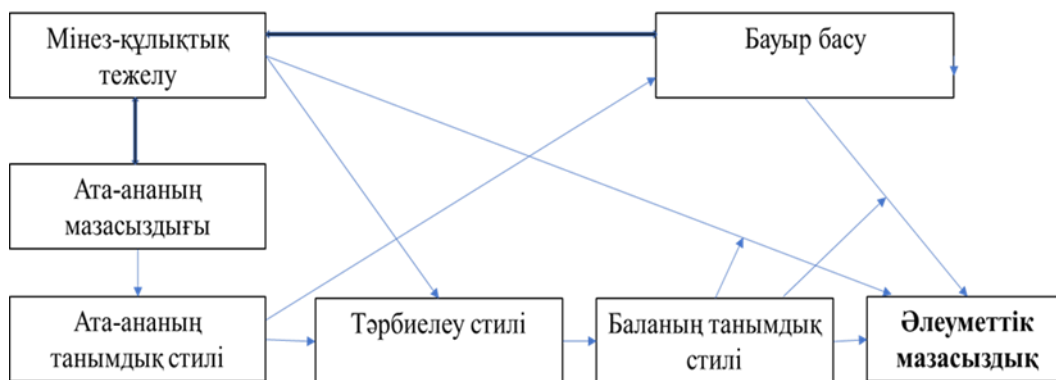 Мінез-құлықтық
тежелу
Бауыр басу
Ата-ананың
мазасыздығы
Ата-ананың
танымдық стилі
Тәрбиелеу стилі
Баланың танымдық
стилі
Әлеуметтік
мазасыздық